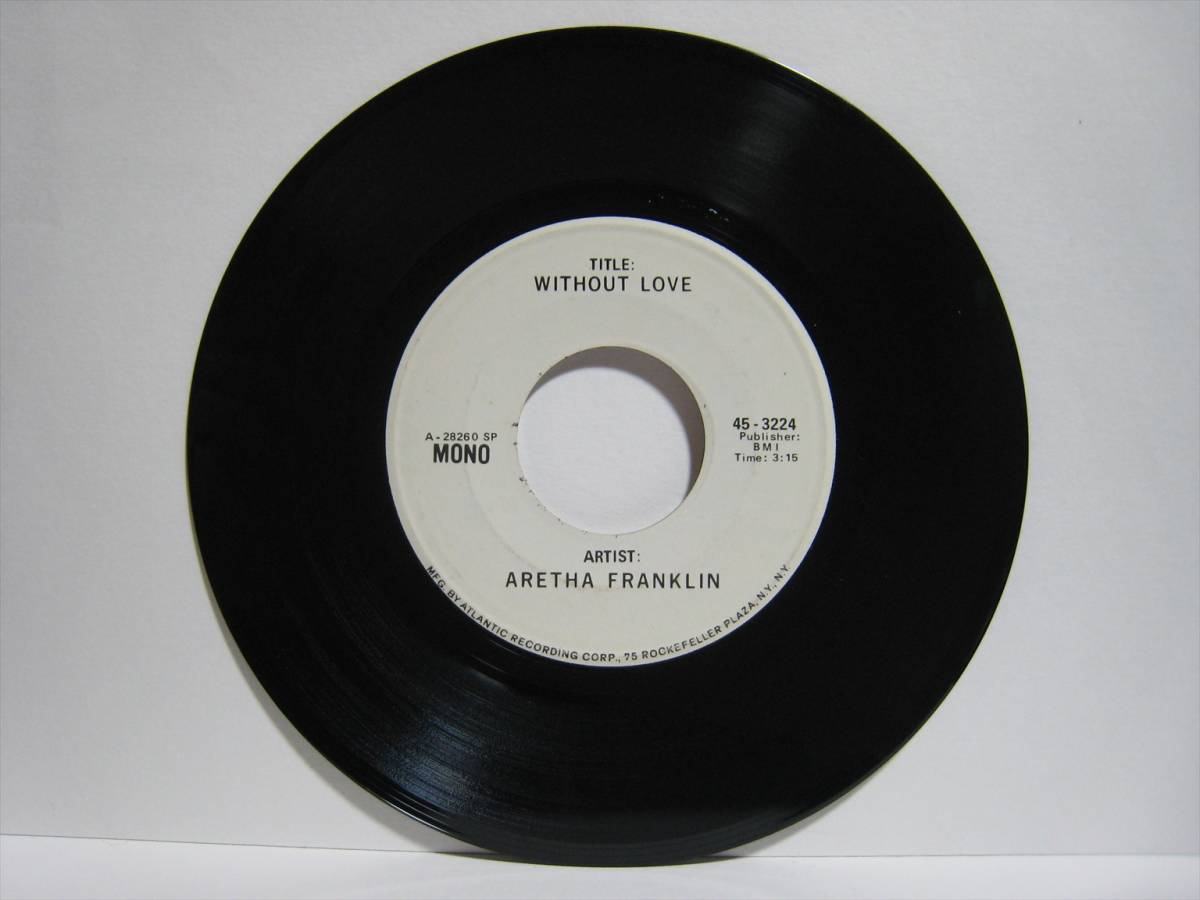 TITLE:
WITHOUT LOVE
A-28260 SP
MONO
45-3224
Publisher:
BMI
Time: 3:15
ARTIST:
ARETHA FRANKLIN
MFG. BY ATLANTIC RECORDING CORP., 75 ROCKEFELLER PLAZA, N.Y., N.Y.